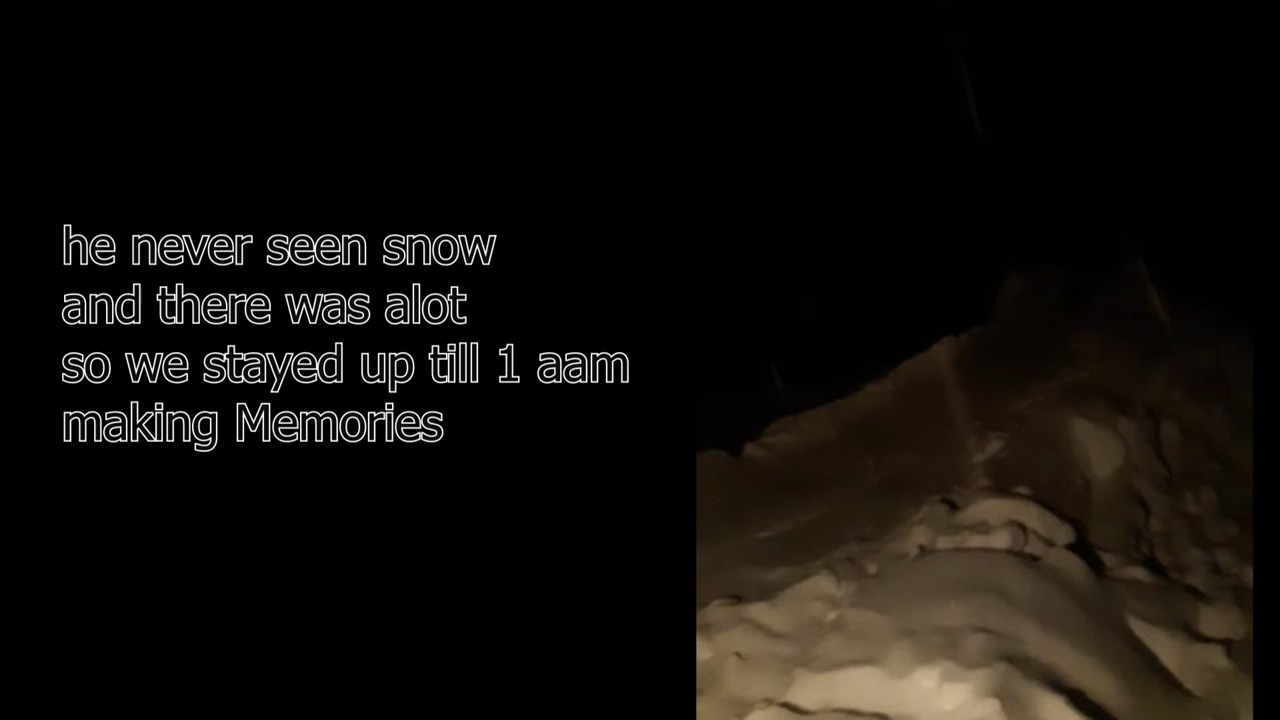 he never seen snow
and there was alot
so we stayed up till 1 aam
making Memories